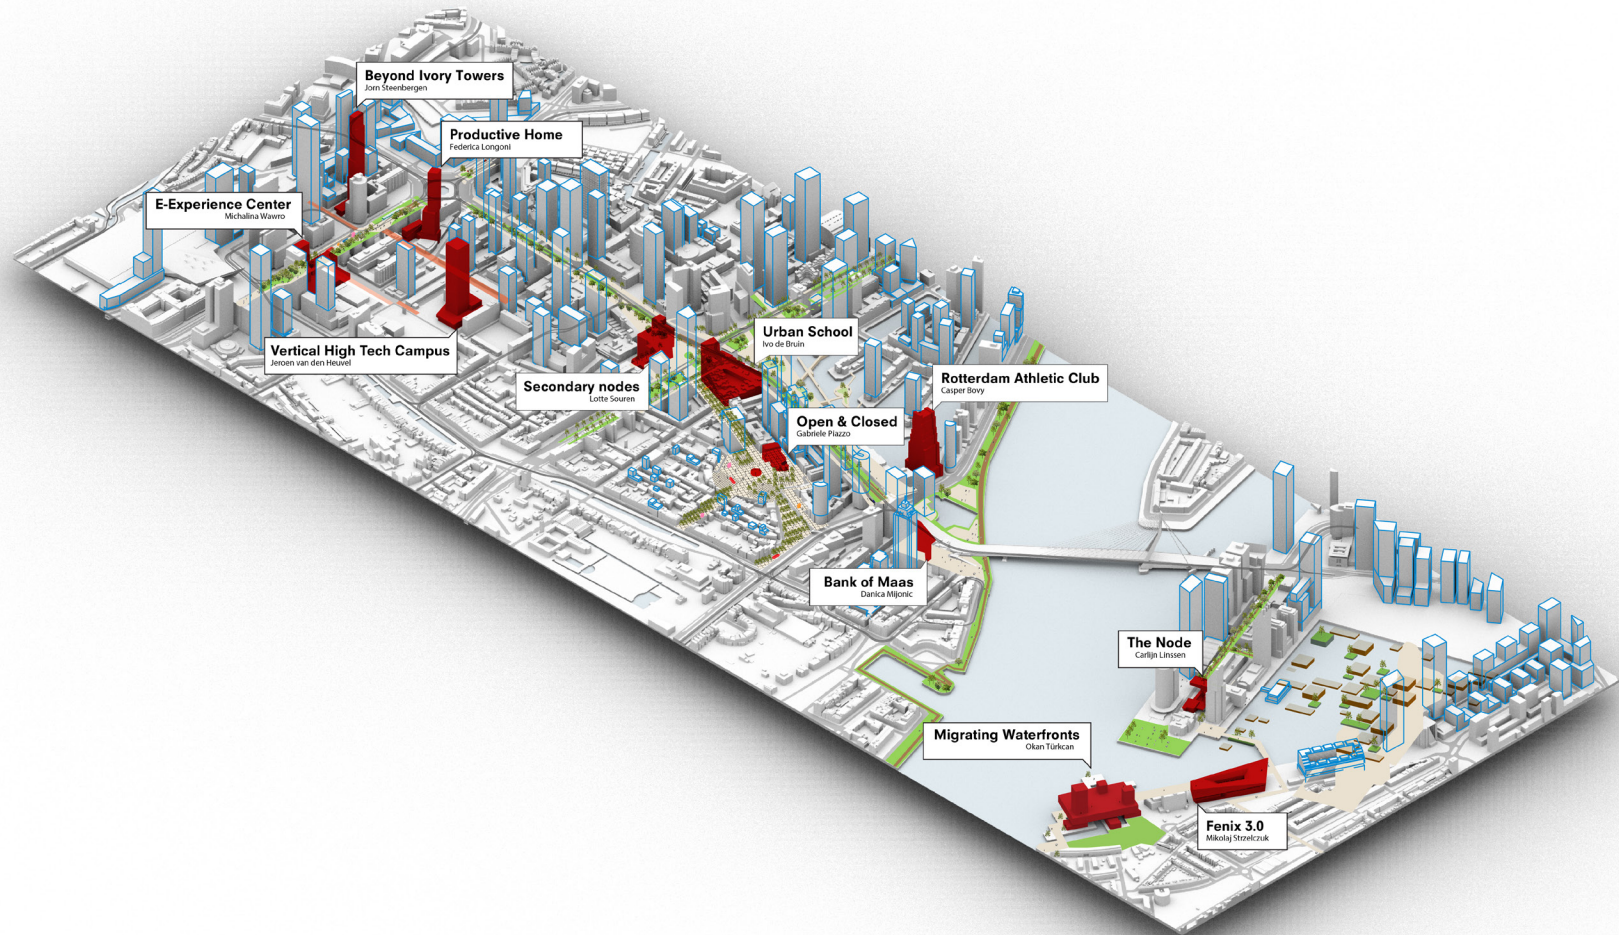 Beyond Ivory Towers
Jorn Steenbergen
Productive Home
Federica Longoni
E-Experience Center
Michalina Wawro
Vertical High Tech Campus
Jeroen van den Heuvel
Urban School
Ivo de Bruin
Secondary nodes
Lotte Souren
Rotterdam Athletic Club
Casper Bovy
Open & Closed
Gabriele Piazzo
Bank of Maas
Danica Mijonic
The Node
Carlijn Linssen
Migrating Waterfronts
Okan Türkcan
Fenix 3.0
Mikolaj Strzelczuk